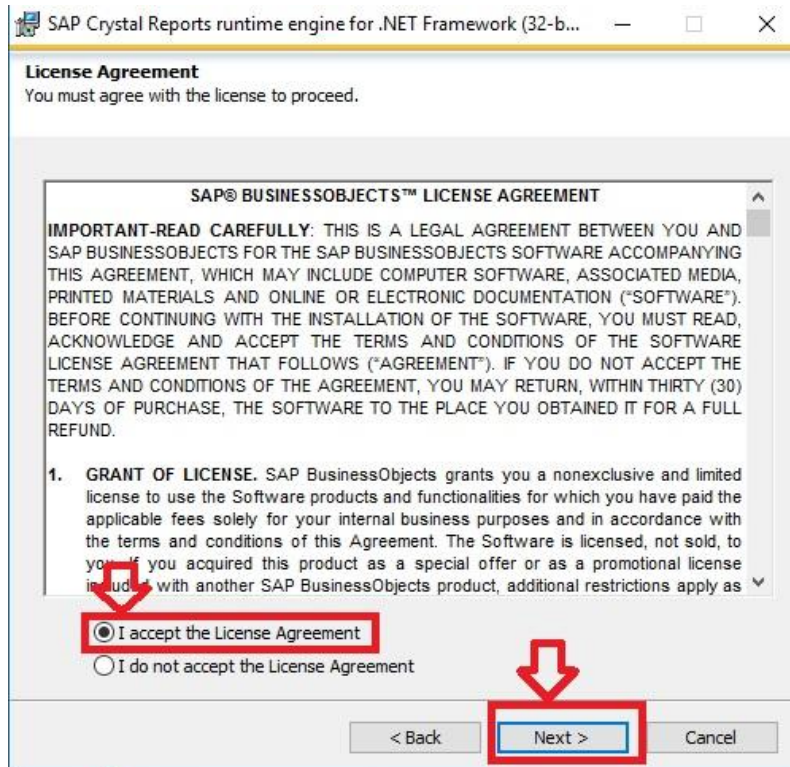 SAP Crystal Reports runtime engine for .NET Framework (32-b...
License Agreement
You must agree with the license to proceed.
SAP® BUSINESSOBJECTS™ LICENSE AGREEMENT
IMPORTANT-READ CAREFULLY: THIS IS A LEGAL AGREEMENT BETWEEN YOU AND
SAP BUSINESSOBJECTS FOR THE SAP BUSINESSOBJECTS SOFTWARE ACCOMPANYING
THIS AGREEMENT, WHICH MAY INCLUDE COMPUTER SOFTWARE, ASSOCIATED MEDIA,
PRINTED MATERIALS AND ONLINE OR ELECTRONIC DOCUMENTATION (“SOFTWARE”).
BEFORE CONTINUING WITH THE INSTALLATION OF THE SOFTWARE, YOU MUST READ,
ACKNOWLEDGE AND ACCEPT THE TERMS AND CONDITIONS OF THE SOFTWARE
LICENSE AGREEMENT THAT FOLLOWS (“AGREEMENT”). IF YOU DO NOT ACCEPT THE
TERMS AND CONDITIONS OF THE AGREEMENT, YOU MAY RETURN, WITHIN THIRTY (30)
DAYS OF PURCHASE, THE SOFTWARE TO THE PLACE YOU OBTAINED IT FOR A FULL
REFUND.
1. GRANT OF LICENSE. SAP BusinessObjects grants you a nonexclusive and limited
license to use the Software products and functionalities for which you have paid the
applicable fees solely for your internal business purposes and in accordance with
the terms and conditions of this Agreement. The Software is licensed, not sold, to
you. If you acquired this product as a special offer or as a promotional license
included with another SAP BusinessObjects product, additional restrictions apply as
I accept the License Agreement
I do not accept the License Agreement
< Back
Next >
Cancel